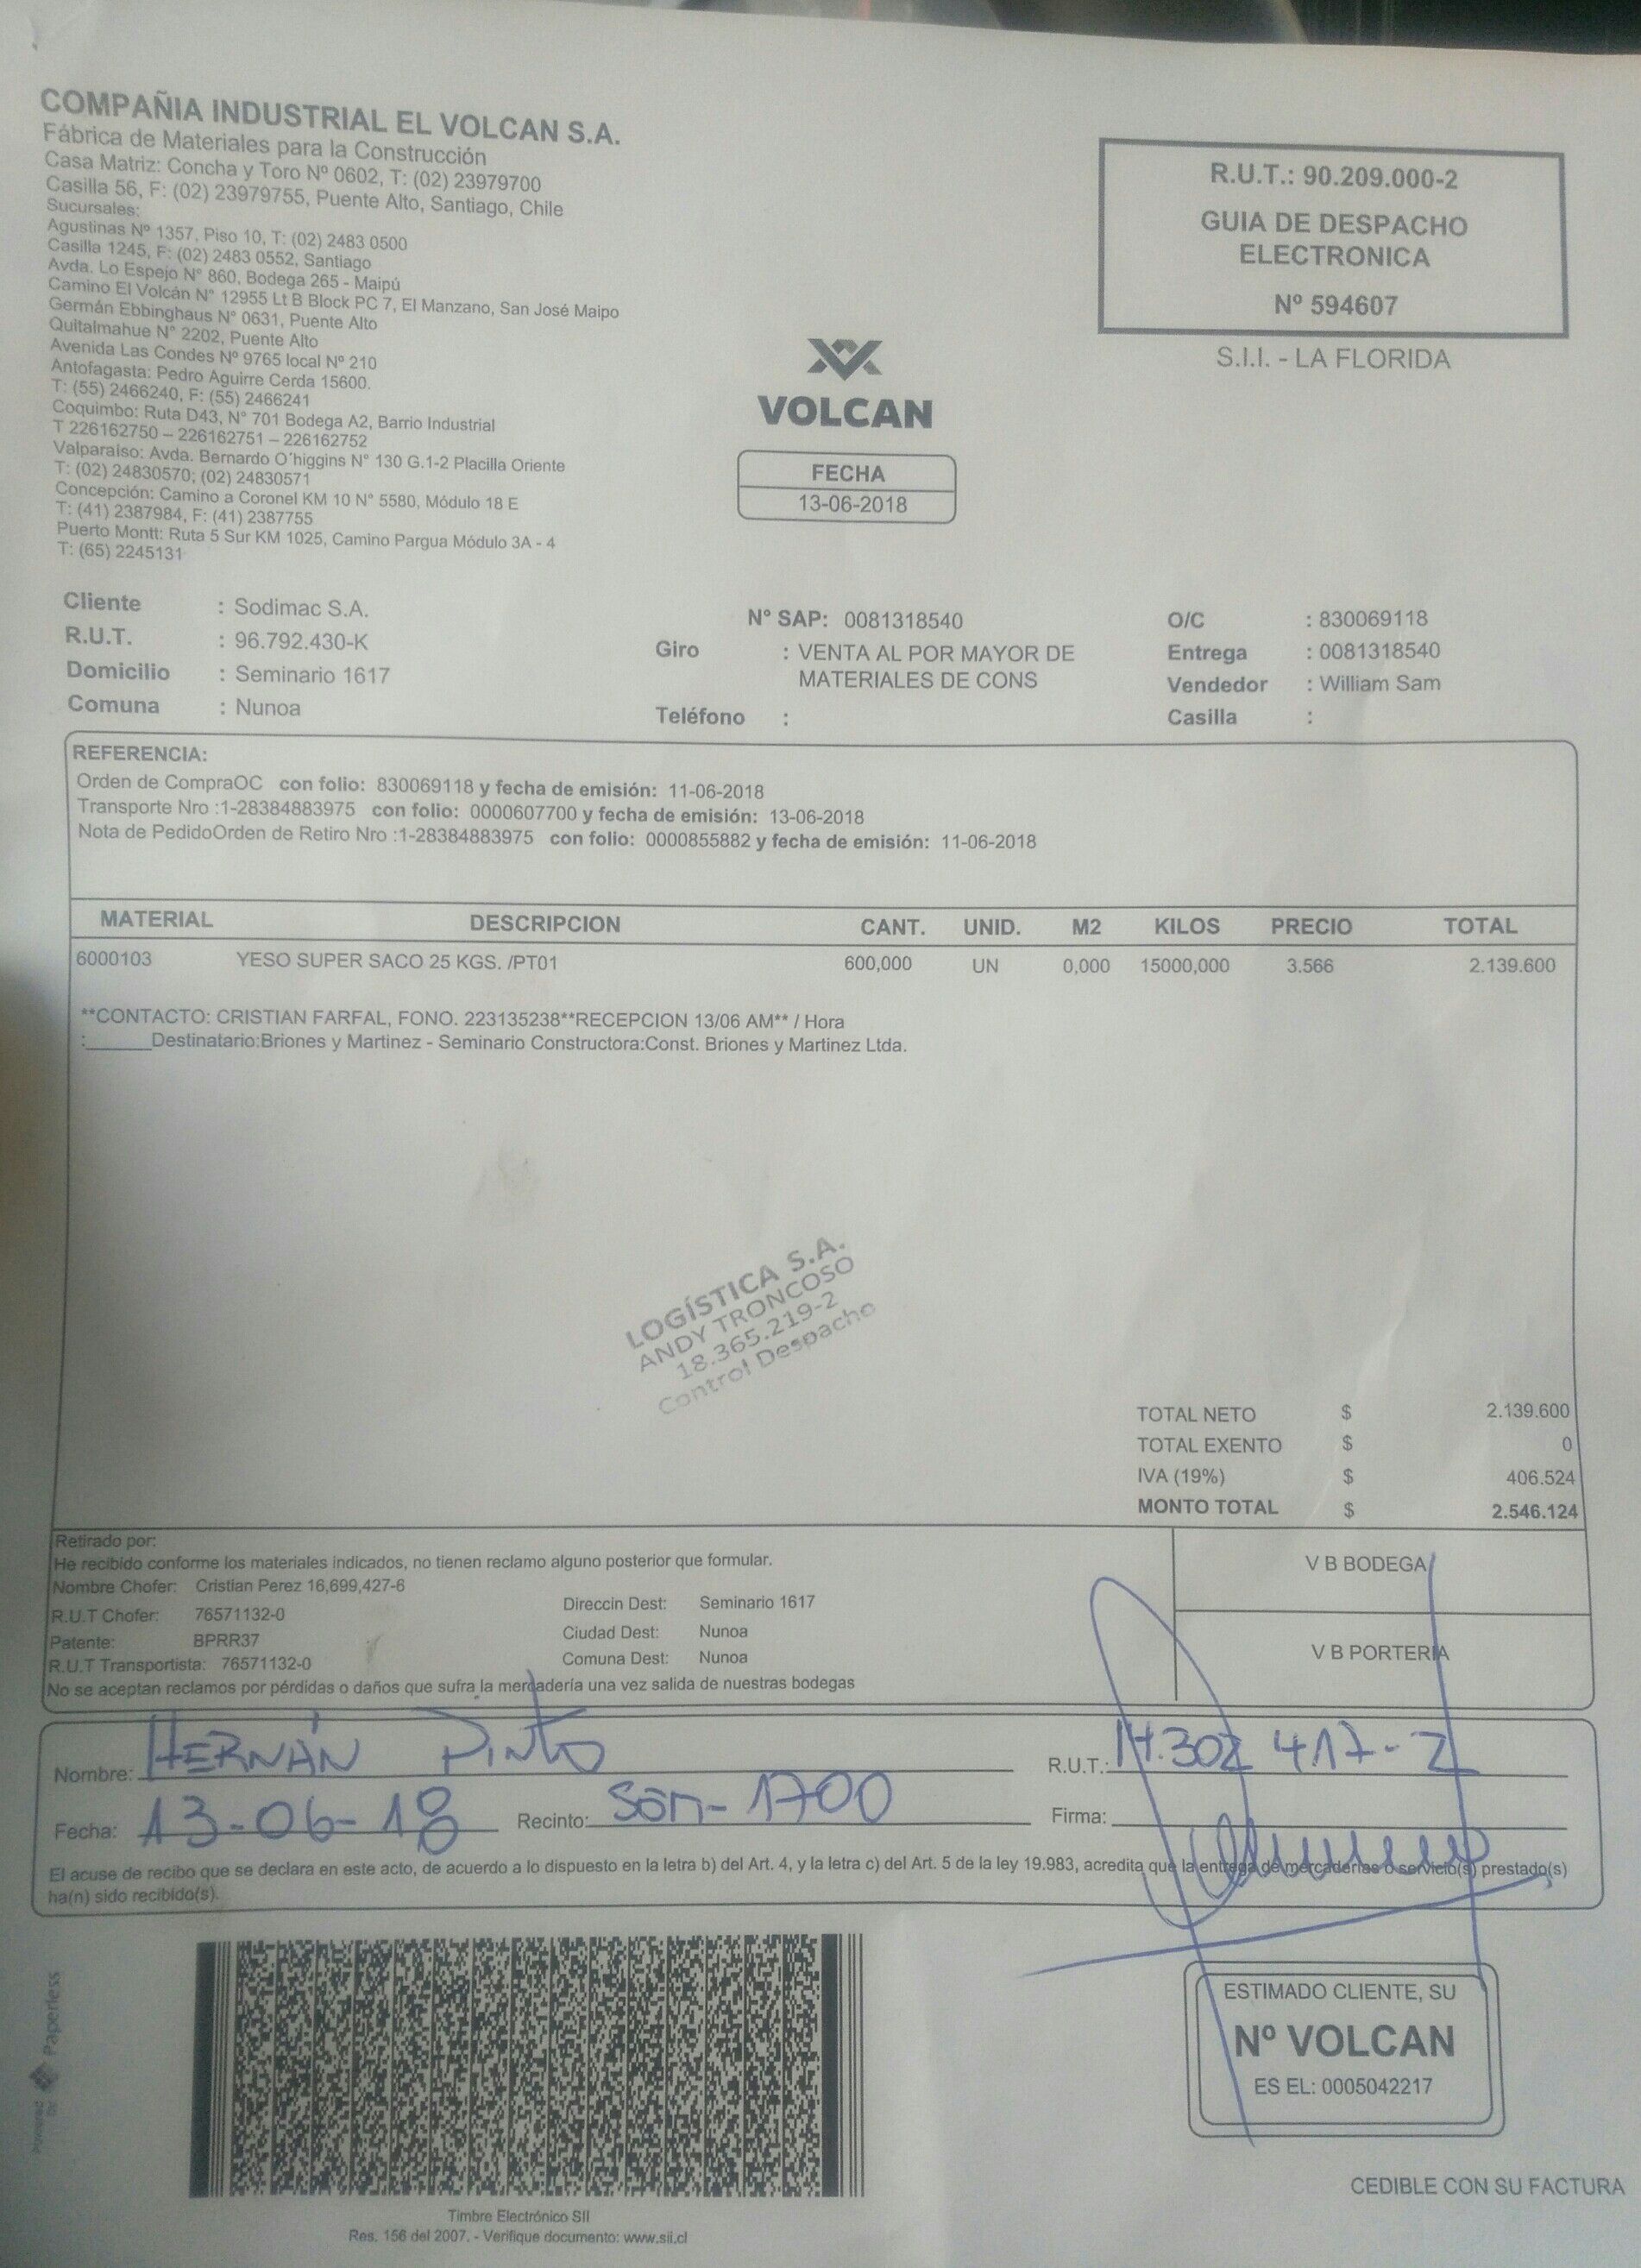 COMPAÑIA INDUSTRIAL EL VOLCAN S.A.
Fábrica de Materiales para la Construcción
Casa Matriz: Concha y Toro Nº 0602, T: (02) 23979700
Casilla 56, F: (02) 23979755, Puente Alto, Santiago, Chile
Sucursales:
Agustinas Nº 1357, Piso 10, T: (02) 2483 0500
Casilla 1245, F: (02) 2483 0552, Santiago
Avda. Lo Espejo N° 860, Bodega 265 - Maipú
Camino El Volcán N° 12955 Lt B Block PC 7, El Manzano, San José Maipo
Germán Ebbinghaus N° 0631, Puente Alto
Quitalmahue N° 2202, Puente Alto
Avenida Las Condes Nº 9765 local Nº 210
Antofagasta: Pedro Aguirre Cerda 15600.
T: (55) 2466240, F: (55) 2466241
Coquimbo: Ruta D43, N° 701 Bodega A2, Barrio Industrial
T 226162750 – 226162751 – 226162752
Valparaíso: Avda. Bernardo O´higgins N° 130 G.1-2 Placilla Oriente
T: (02) 24830570; (02) 24830571
Concepción: Camino a Coronel KM 10 N° 5580, Módulo 18 E
T: (41) 2387984, F: (41) 2387755
Puerto Montt: Ruta 5 Sur KM 1025, Camino Pargua Módulo 3A - 4
T: (65) 2245131
R.U.T.: 90.209.000-2
GUIA DE DESPACHO
ELECTRONICA
Nº 594607
S.I.I. - LA FLORIDA
VOLCAN
FECHA
13-06-2018
Cliente : Sodimac S.A.
R.U.T. : 96.792.430-K
Domicilio : Seminario 1617
Comuna : Nunoa
N° SAP: 0081318540
Giro : VENTA AL POR MAYOR DE
MATERIALES DE CONS
Teléfono :
O/C : 830069118
Entrega : 0081318540
Vendedor : William Sam
Casilla :
REFERENCIA:
Orden de CompraOC con folio: 830069118 y fecha de emisión: 11-06-2018
Transporte Nro :1-28384883975 con folio: 0000607700 y fecha de emisión: 13-06-2018
Nota de PedidoOrden de Retiro Nro :1-28384883975 con folio: 0000855882 y fecha de emisión: 11-06-2018
MATERIAL DESCRIPCION CANT. UNID. M2 KILOS PRECIO TOTAL
6000103 YESO SUPER SACO 25 KGS. /PT01 600,000 UN 0,000 15000,000 3.566 2.139.600
**CONTACTO: CRISTIAN FARFAL, FONO. 223135238**RECEPCION 13/06 AM** / Hora
:______Destinatario:Briones y Martinez - Seminario Constructora:Const. Briones y Martinez Ltda.
LOGÍSTICA S.A.
ANDY TRONCOSO
18.365.219-2
Control Despacho
TOTAL NETO $ 2.139.600
TOTAL EXENTO $ 0
IVA (19%) $ 406.524
MONTO TOTAL $ 2.546.124
Retirado por:
He recibido conforme los materiales indicados, no tienen reclamo alguno posterior que formular.
Nombre Chofer: Cristian Perez 16,699,427-6
R.U.T Chofer: 76571132-0
Patente: BPRR37
R.U.T Transportista: 76571132-0
Direccin Dest: Seminario 1617
Ciudad Dest: Nunoa
Comuna Dest: Nunoa
No se aceptan reclamos por pérdidas o daños que sufra la mercadería una vez salida de nuestras bodegas
V B BODEGA
V B PORTERIA
Nombre: HERNÁN PINTO R.U.T.: 14.302 417-2
Fecha: 13-06-18 Recinto: SEM-1700 Firma:
El acuse de recibo que se declara en este acto, de acuerdo a lo dispuesto en la letra b) del Art. 4, y la letra c) del Art. 5 de la ley 19.983, acredita que la entrega de mercaderías o servicio(s) prestado(s)
ha(n) sido recibido(s).
Powered by Paperless
Timbre Electrónico SII
Res. 156 del 2007. - Verifique documento: www.sii.cl
ESTIMADO CLIENTE, SU
Nº VOLCAN
ES EL: 0005042217
CEDIBLE CON SU FACTURA